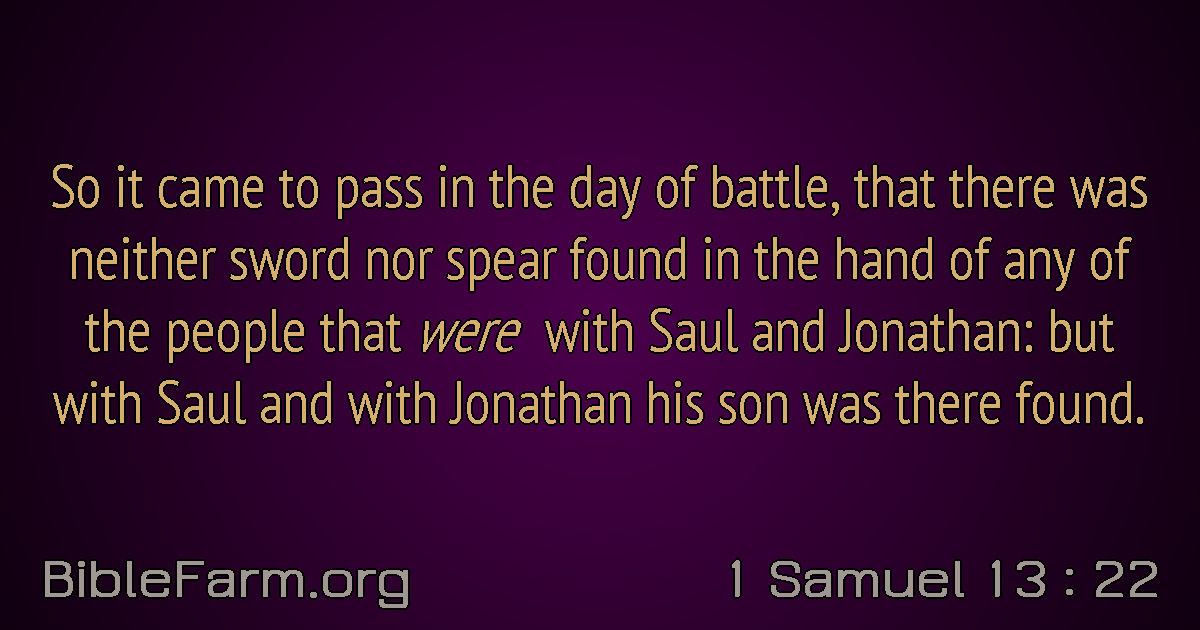 So it came to pass in the day of battle, that there was
neither sword nor spear found in the hand of any of
the people that were with Saul and Jonathan: but
with Saul and with Jonathan his son was there found.
BibleFarm.org
1 Samuel 13 : 22